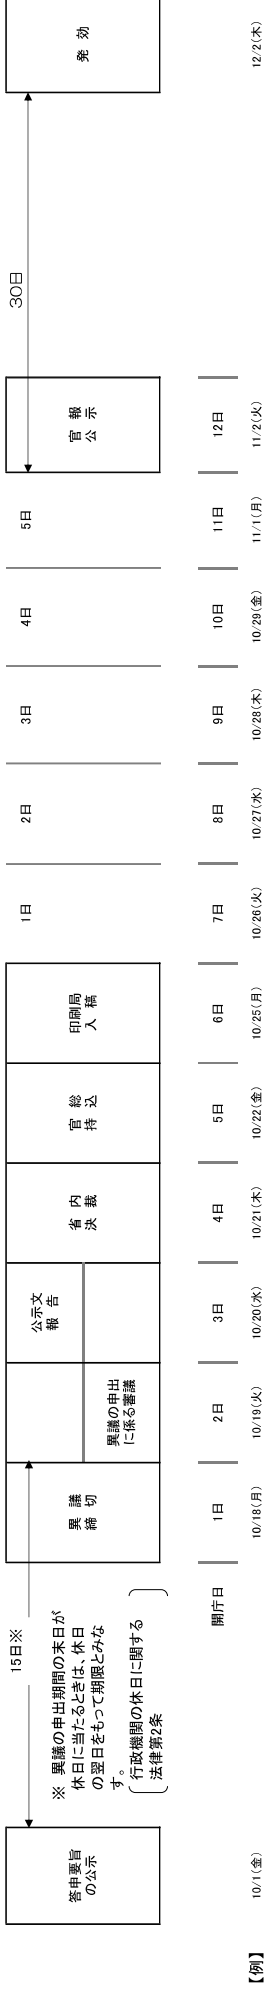 答申要旨
の公示
15日※
※ 異議の申出期間の末日が
休日に当たるときは、休日
の翌日をもって期限とみな
す。
行政機関の休日に関する
法律第2条
異 議
締 切
異議の申出
に係る審議
公示文
報 告
省 内
決 裁
官 総
持 込
印刷局
入 稿
1日
2日
3日
4日
5日
官 報
公 示
30日
発 効
開庁日
1日
2日
3日
4日
5日
6日
7日
8日
9日
10日
11日
12日
【例】
10/1(金)
10/18(月)
10/19(火)
10/20(水)
10/21(木)
10/22(金)
10/25(月)
10/26(火)
10/27(水)
10/28(木)
10/29(金)
11/1(月)
11/2(火)
12/2(木)